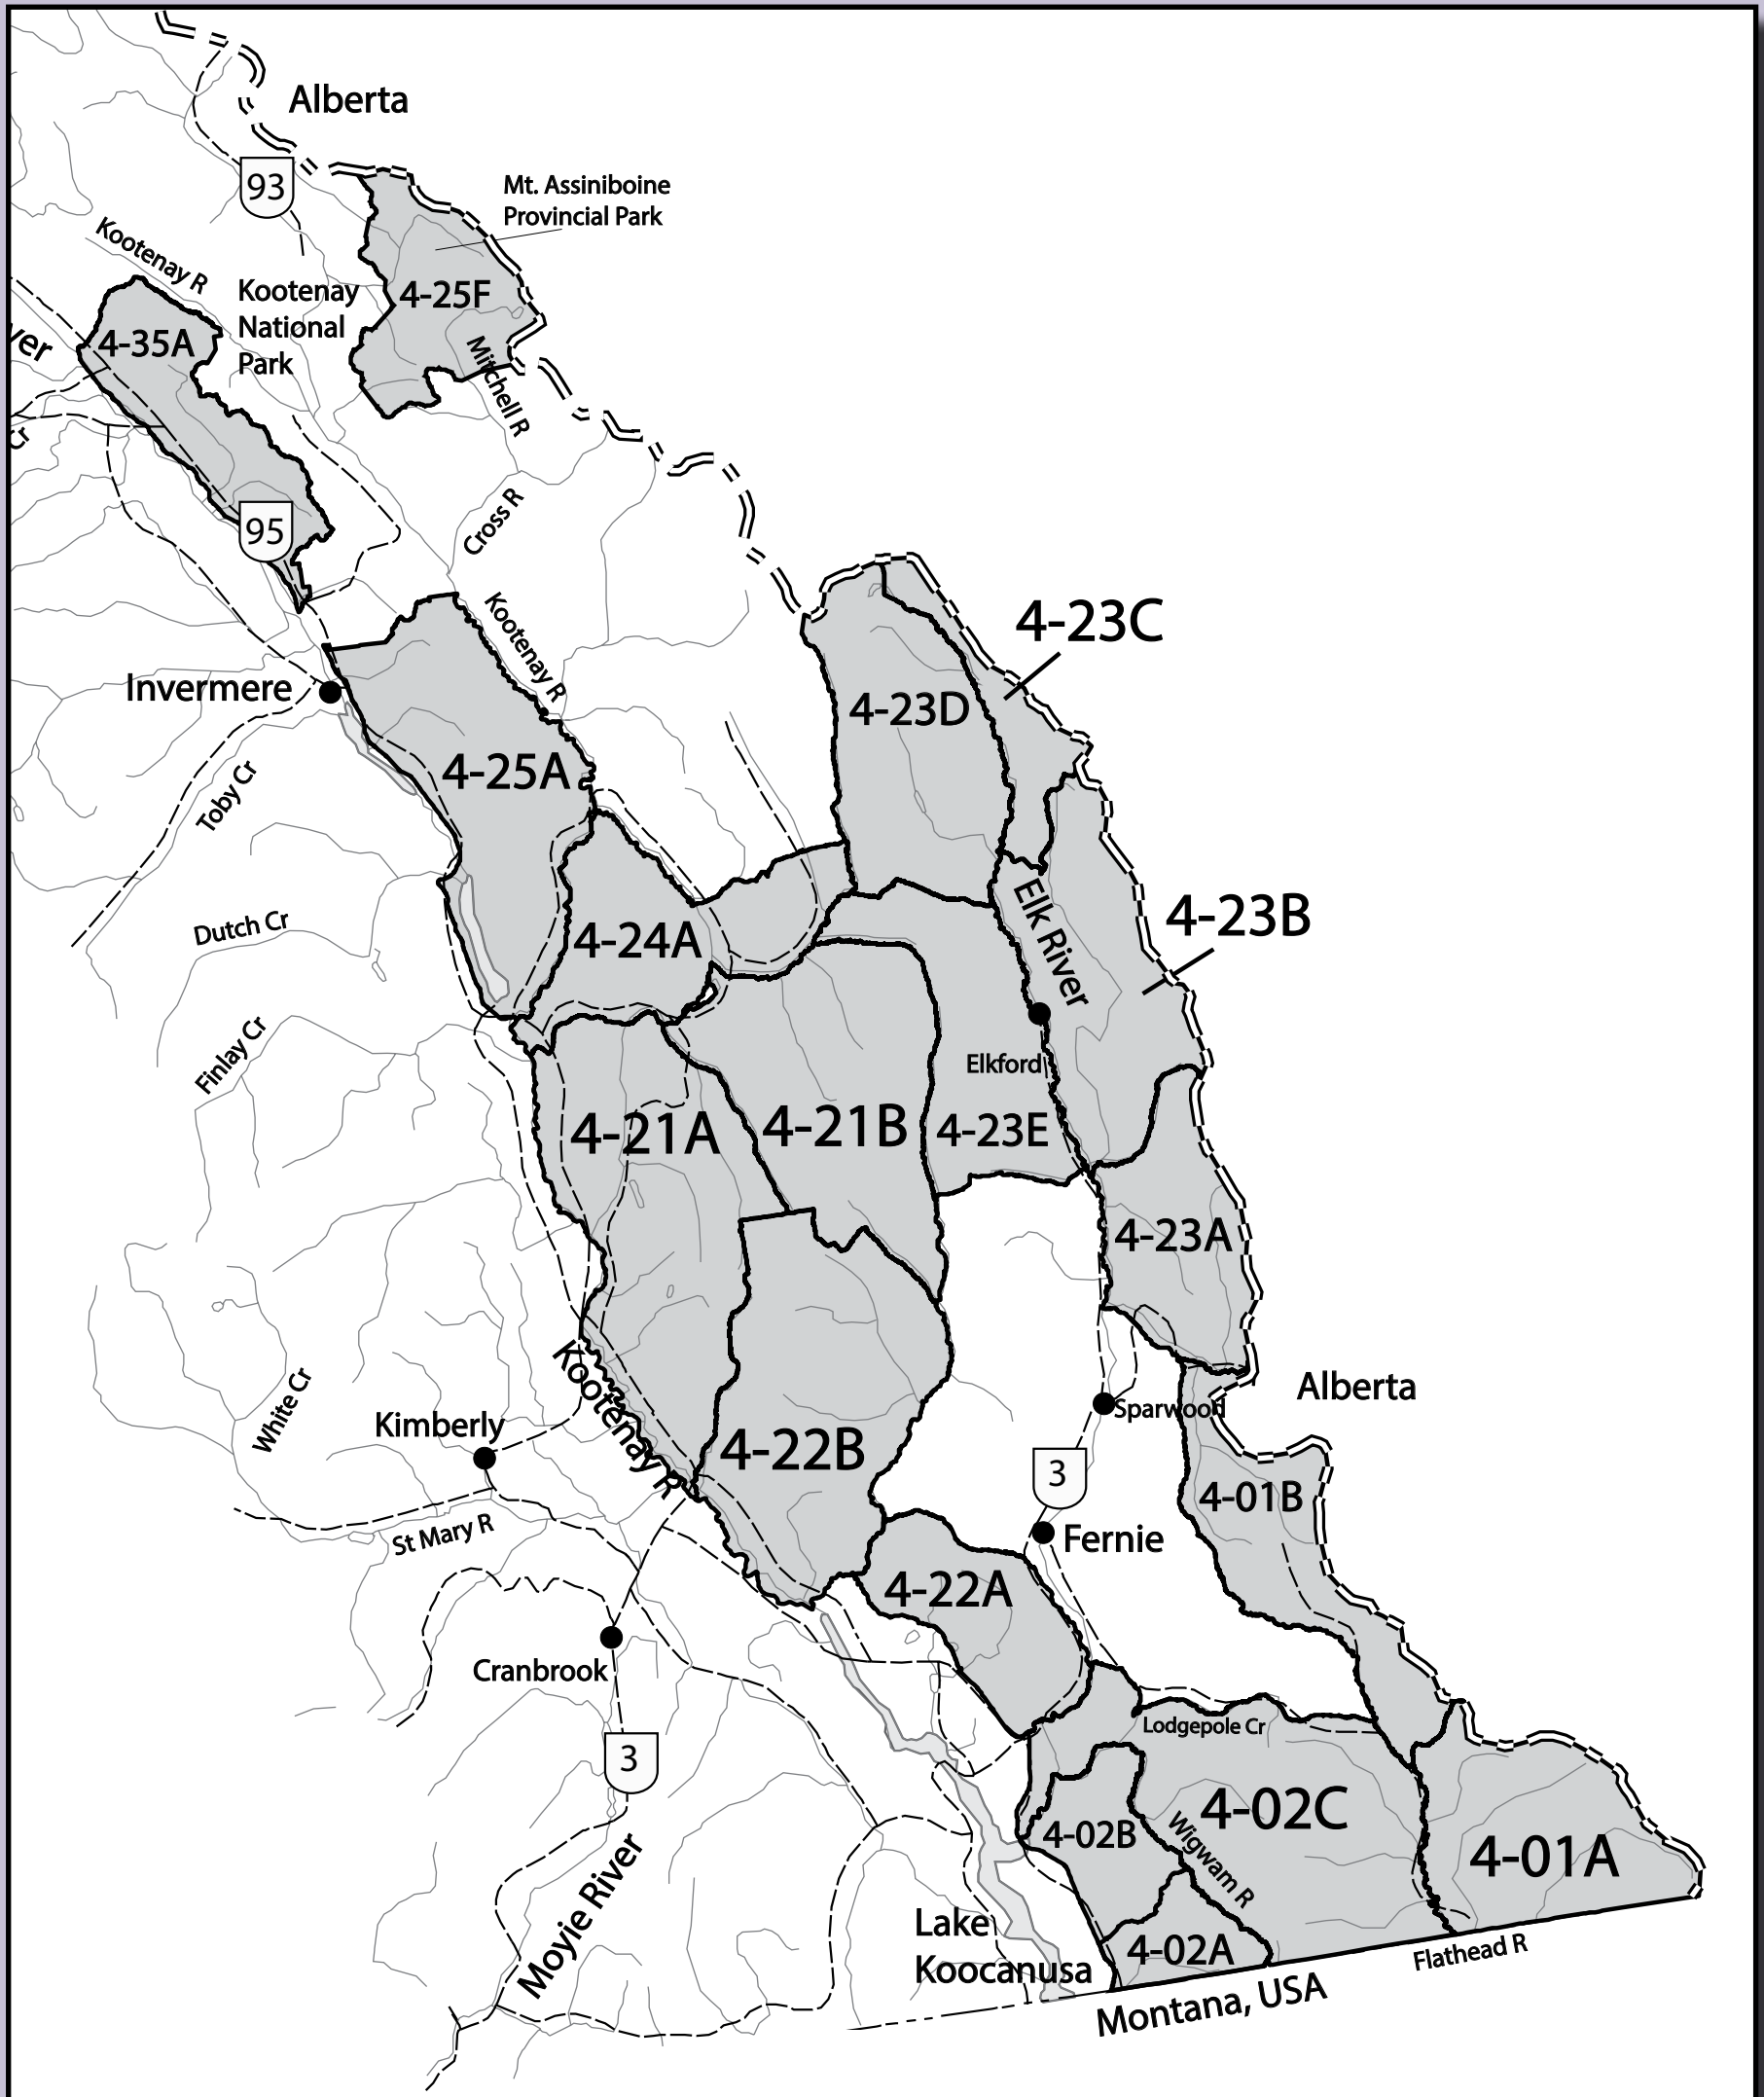 Alberta
93
Mt. Assiniboine
Provincial Park
Kootenay R
Kootenay
National
Park
4-25F
4-35A
ver
Mitchell R
Cr
95
Cross R
Kootenay R
4-23C
Invermere
4-23D
4-25A
Toby Cr
Elk River
4-23B
Dutch Cr
4-24A
Finlay Cr
Elkford
4-21A
4-21B
4-23E
4-23A
Kootenay R
White Cr
Alberta
Sparwood
Kimberly
4-22B
3
4-01B
St Mary R
Fernie
4-22A
Cranbrook
Lodgepole Cr
3
4-02C
4-02B
Wigwam R
4-01A
Moyie River
Lake
Koocanusa
4-02A
Flathead R
Montana, USA